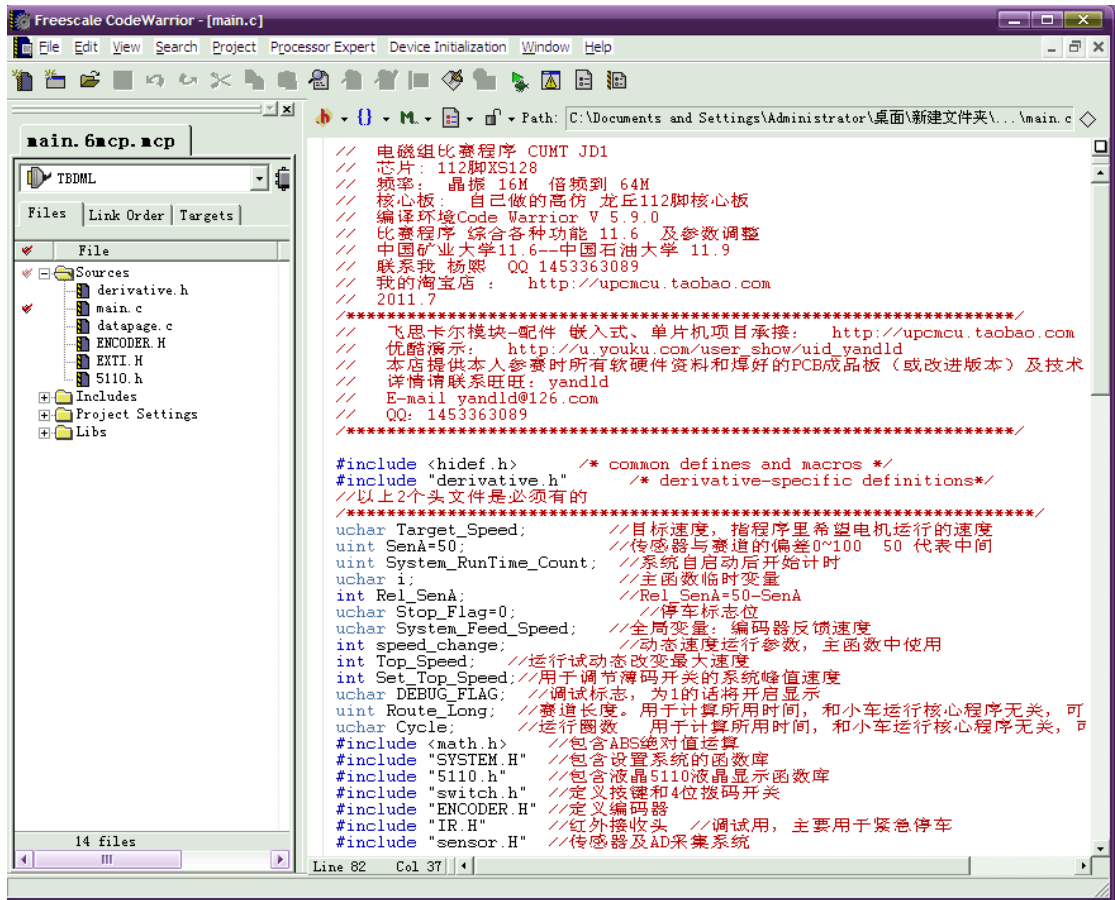 Freescale CodeWarrior - [main.c]
File Edit View Search Project Processor Expert Device Initialization Window Help
Path: C:\Documents and Settings\Administrator\桌面\新建文件夹\...\main.c
main.6mcp.mcp
TBDML
Files Link Order Targets
File
Sources
derivative.h
main.c
datapage.c
ENCODER.H
EXTI.H
5110.h
Includes
Project Settings
Libs
14 files
// 电磁组比赛程序 CUMT JD1
// 芯片: 112脚XS128
// 频率: 晶振 16M 倍频到 64M
// 核心板: 自己做的高仿 龙丘112脚核心板
// 编译环境Code Warrior V 5.9.0
// 比赛程序 综合各种功能 11.6 及参数调整
// 中国矿业大学11.6--中国石油大学 11.9
// 联系我 杨熙 QQ 1453363089
// 我的淘宝店 : http://upcmcu.taobao.com
// 2011.7
/*****************************************************************/
// 飞思卡尔模块-配件 嵌入式、单片机项目承接: http://upcmcu.taobao.com
// 优酷演示: http://u.youku.com/user_show/uid_yandld
// 本店提供本人参赛时所有软硬件资料和焊好的PCB成品板（或改进版本）及技术
// 详情请联系旺旺: yandld
// E-mail yandld@126.com
// QQ: 1453363089
/*****************************************************************/
#include <hidef.h> /* common defines and macros */
#include "derivative.h" /* derivative-specific definitions*/
//以上2个头文件是必须有的
/*******************************************************************/
uchar Target_Speed; //目标速度，指程序里希望电机运行的速度
uint SenA=50; //传感器与赛道的偏差0~100 50 代表中间
uint System_RunTime_Count; //系统自启动后开始计时
uchar i; //主函数临时变量
int Rel_SenA; //Rel_SenA=50-SenA
uchar Stop_Flag=0; //停车标志位
uchar System_Feed_Speed; //全局变量: 编码器反馈速度
int speed_change; //动态速度运行参数，主函数中使用
int Top_Speed; //运行试动态改变最大速度
int Set_Top_Speed;//用于调节薄码开关的系统峰值速度
uchar DEBUG_FLAG; //调试标志，为1的话将开启显示
uint Route_Long; //赛道长度。用于计算所用时间，和小车运行核心程序无关，可
uchar Cycle; //运行圈数 用于计算所用时间，和小车运行核心程序无关，
#include <math.h> //包含ABS绝对值运算
#include "SYSTEM.H" //包含设置系统的函数库
#include "5110.h" //包含液晶5110液晶显示函数库
#include "switch.h" //定义按键和4位拨码开关
#include "ENCODER.H" //定义编码器
#include "IR.H" //红外接收头 //调试用，主要用于紧急停车
#include "sensor.H" //传感器及AD采集系统
Line 82 Col 37